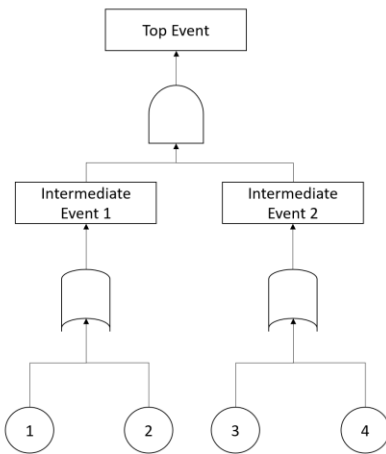 Top Event
Intermediate
Event 1
Intermediate
Event 2
1
2
3
4